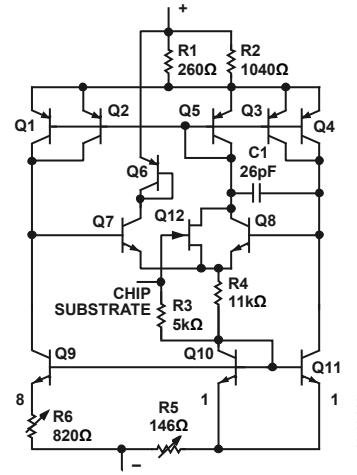 +
R1 R2
260Ω 1040Ω
Q1 Q2 Q5 Q3 Q4
C1
26pF
Q6
Q7 Q12 Q8
CHIP
SUBSTRATE
R3
5kΩ
R4
11kΩ
Q9 Q10 Q11
8 1 1
R6
820Ω
R5
146Ω
−